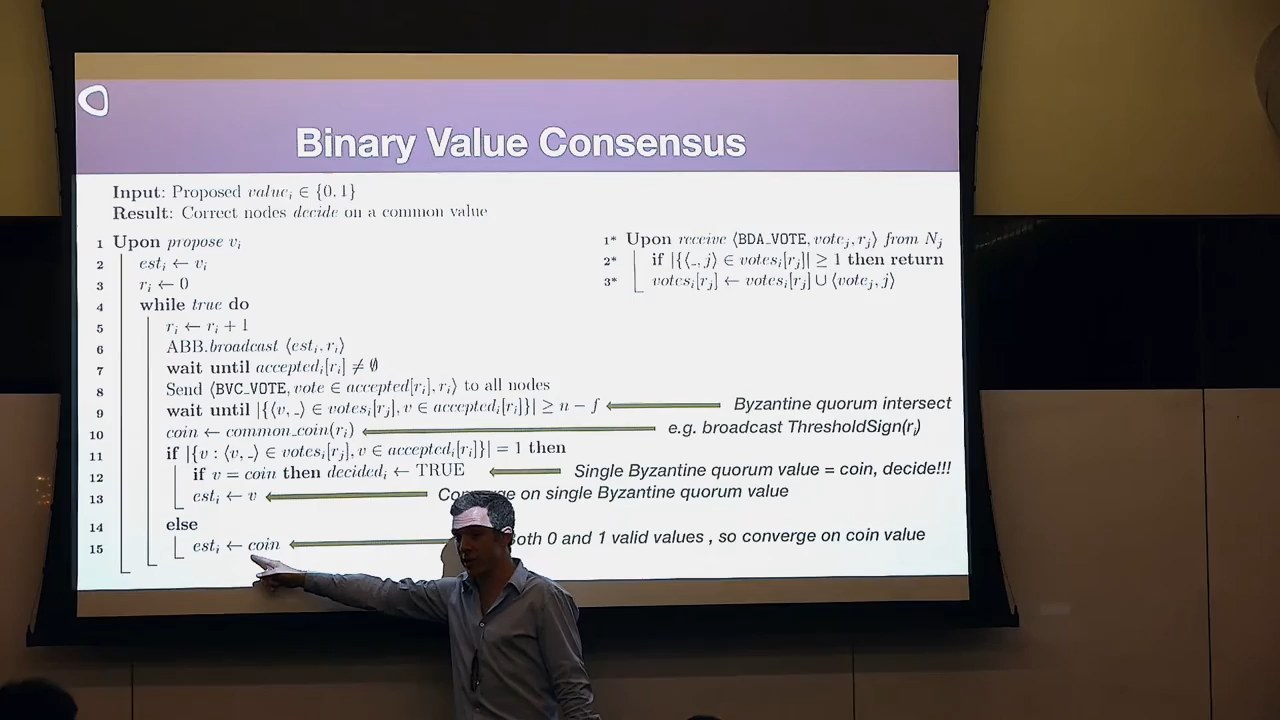 Binary Value Consensus
Input: Proposed value_i ∈ {0, 1}
Result: Correct nodes decide on a common value
1 Upon propose v_i
2 est_i ← v_i
3 r_i ← 0
4 while true do
5 r_i ← r_i + 1
6 ABB.broadcast ⟨est_i, r_i⟩
7 wait until accepted_i[r_i] ≠ ∅
8 Send ⟨BVC_VOTE, vote ∈ accepted[r_i], r_i⟩ to all nodes
9 wait until |{⟨v, _⟩ ∈ votes_i[r_j], v ∈ accepted_i[r_i]}| ≥ n − f
Byzantine quorum intersect
10 coin ← common_coin(r_i)
e.g. broadcast ThresholdSign(r_i)
11 if |{v : ⟨v, _⟩ ∈ votes_i[r_j], v ∈ accepted_i[r_i]}| = 1 then
12 if v = coin then decided_i ← TRUE
Single Byzantine quorum value = coin, decide!!!
13 est_i ← v
on single Byzantine quorum value
14 else
15 est_i ← coin
0 and 1 valid values , so converge on coin value
1* Upon receive ⟨BDA_VOTE, vote_j, r_j⟩ from N_j
2* if |{⟨_, j⟩ ∈ votes_i[r_j]| ≥ 1 then return
3* votes_i[r_j] ← votes_i[r_j] ∪ ⟨vote_j, j⟩